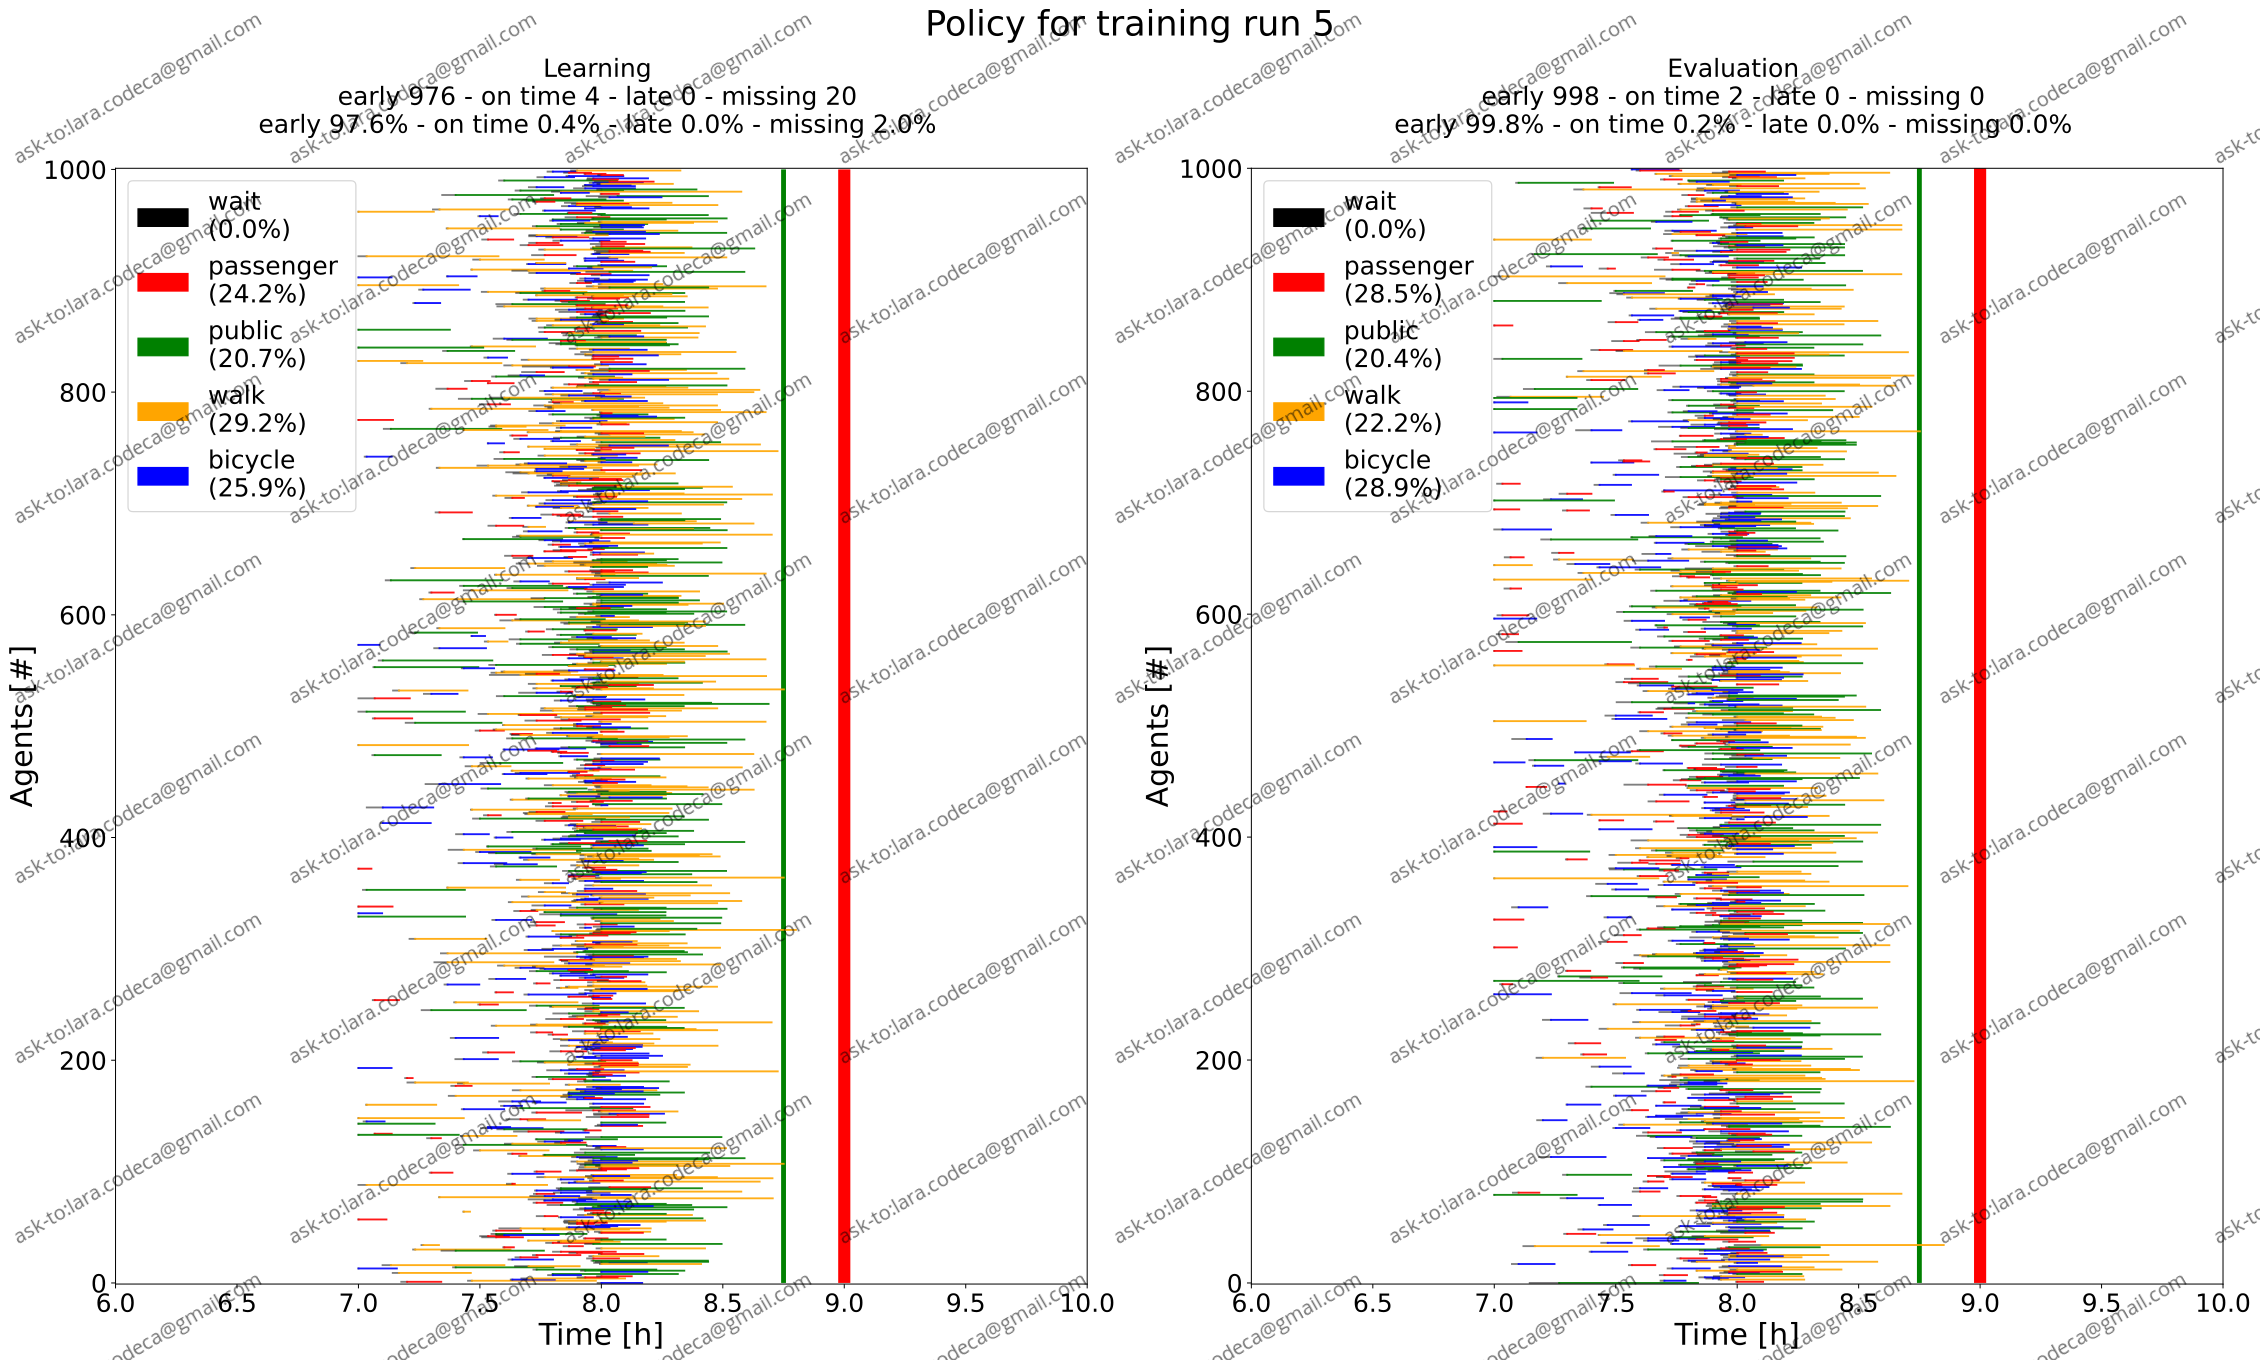 Policy for training run 5
Learning
early 976 - on time 4 - late 0 - missing 20
early 97.6% - on time 0.4% - late 0.0% - missing 2.0%
1000
800
600
400
200
0
Agents [#]
wait
(0.0%)
passenger
(24.2%)
public
(20.7%)
walk
(29.2%)
bicycle
(25.9%)
6.0 6.5 7.0 7.5 8.0 8.5 9.0 9.5 10.0
Time [h]
Evaluation
early 998 - on time 2 - late 0 - missing 0
early 99.8% - on time 0.2% - late 0.0% - missing 0.0%
1000
800
600
400
200
0
Agents [#]
wait
(0.0%)
passenger
(28.5%)
public
(20.4%)
walk
(22.2%)
bicycle
(28.9%)
6.0 6.5 7.0 7.5 8.0 8.5 9.0 9.5 10.0
Time [h]
ask-to:lara.codeca@gmail.com